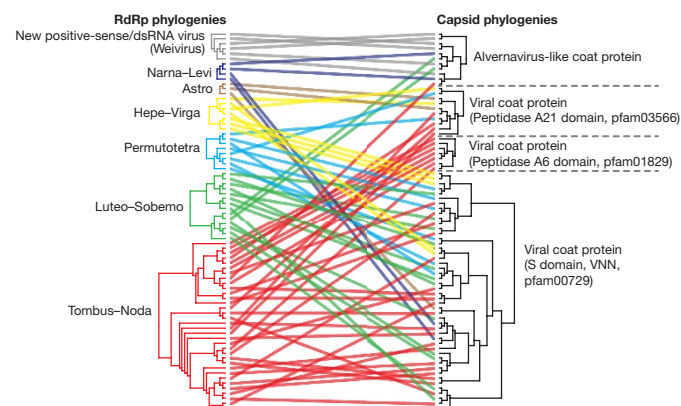 RdRp phylogenies
Capsid phylogenies
New positive-sense/dsRNA virus
(Weivirus)
Narna–Levi
Astro
Hepe–Virga
Permutotetra
Luteo–Sobemo
Tombus–Noda
Alvernavirus-like coat protein
Viral coat protein
(Peptidase A21 domain, pfam03566)
Viral coat protein
(Peptidase A6 domain, pfam01829)
Viral coat protein
(S domain, VNN,
pfam00729)